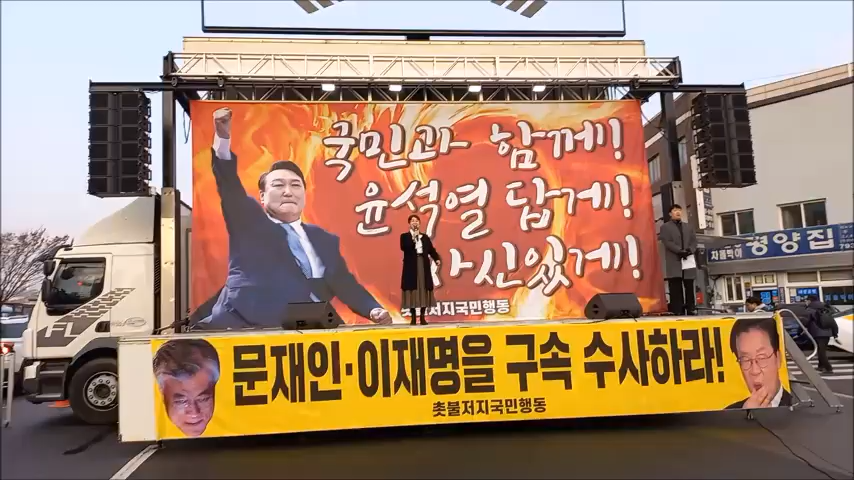 국민과 함께!
윤석열 답게!
자신있게!
촛불저지국민행동
문재인·이재명을 구속 수사하라!
촛불저지국민행동
경양집